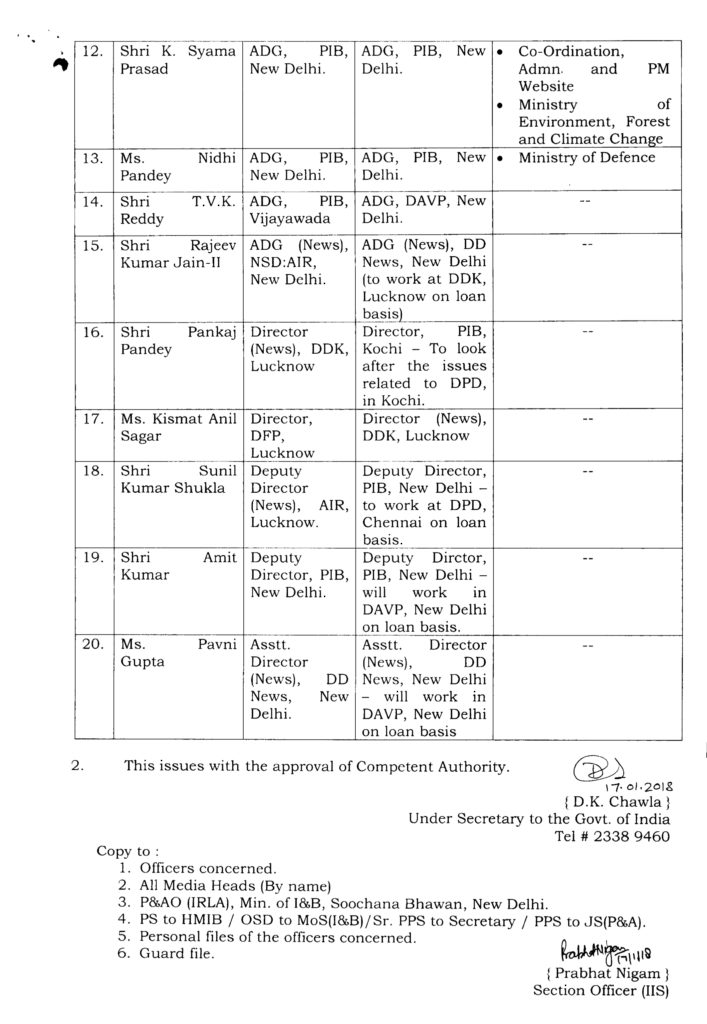 12. Shri K. Syama Prasad | ADG, PIB, New Delhi. | ADG, PIB, New Delhi. | • Co-Ordination, Admn. and PM Website • Ministry of Environment, Forest and Climate Change
13. Ms. Nidhi Pandey | ADG, PIB, New Delhi. | ADG, PIB, New Delhi. | • Ministry of Defence
14. Shri T.V.K. Reddy | ADG, PIB, Vijayawada | ADG, DAVP, New Delhi. | --
15. Shri Rajeev Kumar Jain-II | ADG (News), NSD:AIR, New Delhi. | ADG (News), DD News, New Delhi (to work at DDK, Lucknow on loan basis) | --
16. Shri Pankaj Pandey | Director (News), DDK, Lucknow | Director, PIB, Kochi – To look after the issues related to DPD, in Kochi. | --
17. Ms. Kismat Anil Sagar | Director, DFP, Lucknow | Director (News), DDK, Lucknow | --
18. Shri Sunil Kumar Shukla | Deputy Director (News), AIR, Lucknow. | Deputy Director, PIB, New Delhi – to work at DPD, Chennai on loan basis. | --
19. Shri Amit Kumar | Deputy Director, PIB, New Delhi. | Deputy Dirctor, PIB, New Delhi – will work in DAVP, New Delhi on loan basis. | --
20. Ms. Pavni Gupta | Asstt. Director (News), DD News, New Delhi. | Asstt. Director (News), DD News, New Delhi – will work in DAVP, New Delhi on loan basis | --
2. This issues with the approval of Competent Authority.
17.01.2018
{ D.K. Chawla }
Under Secretary to the Govt. of India
Tel # 2338 9460
Copy to :
1. Officers concerned.
2. All Media Heads (By name)
3. P&AO (IRLA), Min. of I&B, Soochana Bhawan, New Delhi.
4. PS to HMIB / OSD to MoS(I&B)/Sr. PPS to Secretary / PPS to JS(P&A).
5. Personal files of the officers concerned.
6. Guard file.
Prabhat Nigam 17/1/18
{ Prabhat Nigam }
Section Officer (IIS)